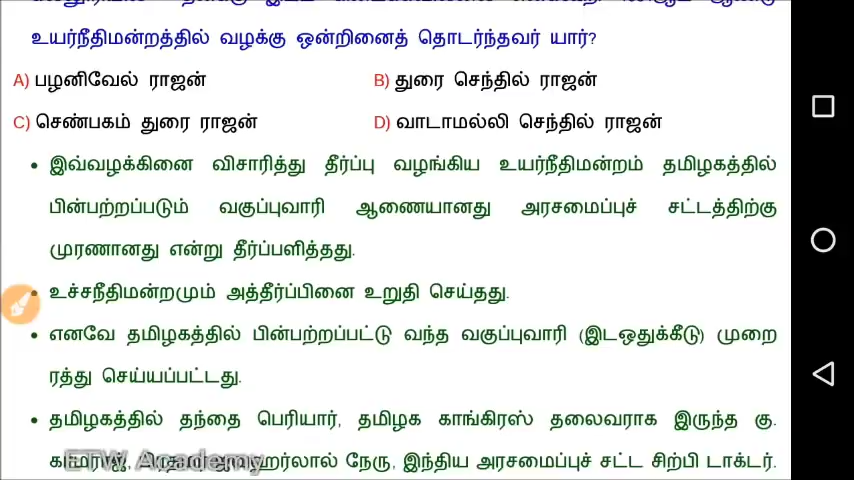 உயர்நீதிமன்றத்தில் வழக்கு ஒன்றினைத் தொடர்ந்தவர் யார்?
A) பழனிவேல் ராஜன் B) துரை செந்தில் ராஜன்
C) செண்பகம் துரை ராஜன் D) வாடாமல்லி செந்தில் ராஜன்
• இவ்வழக்கினை விசாரித்து தீர்ப்பு வழங்கிய உயர்நீதிமன்றம் தமிழகத்தில்
பின்பற்றப்படும் வகுப்புவாரி ஆணையானது அரசமைப்புச் சட்டத்திற்கு
முரணானது என்று தீர்ப்பளித்தது.
• உச்சநீதிமன்றமும் அத்தீர்ப்பினை உறுதி செய்தது.
• எனவே தமிழகத்தில் பின்பற்றப்பட்டு வந்த வகுப்புவாரி (இடஒதுக்கீடு) முறை
ரத்து செய்யப்பட்டது.
• தமிழகத்தில் தந்தை பெரியார், தமிழக காங்கிரஸ் தலைவராக இருந்த கு.
நேரு, இந்திய அரசமைப்புச் சட்ட சிற்பி டாக்டர்.
ETW Academy